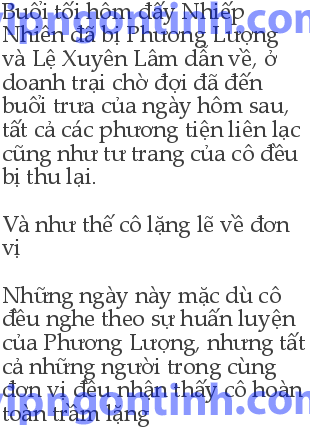 vipngontinh.com
Buổi tối hôm đấy Nhiếp
Nhiên đã bị Phương Lượng
và Lệ Xuyên Lâm dẫn về, ở
doanh trại chờ đợi đã đến
buổi trưa của ngày hôm sau,
tất cả các phương tiện liên lạc
cũng như tư trang của cô đều
bị thu lại.
Và như thế cô lặng lẽ về đơn
vị
Những ngày này mặc dù cô
đều nghe theo sự huấn luyện
của Phương Lượng, nhưng tất
cả những người trong cùng
đơn vị đều nhận thấy cô hoàn
toàn trầm lặng
vipngontinh.com